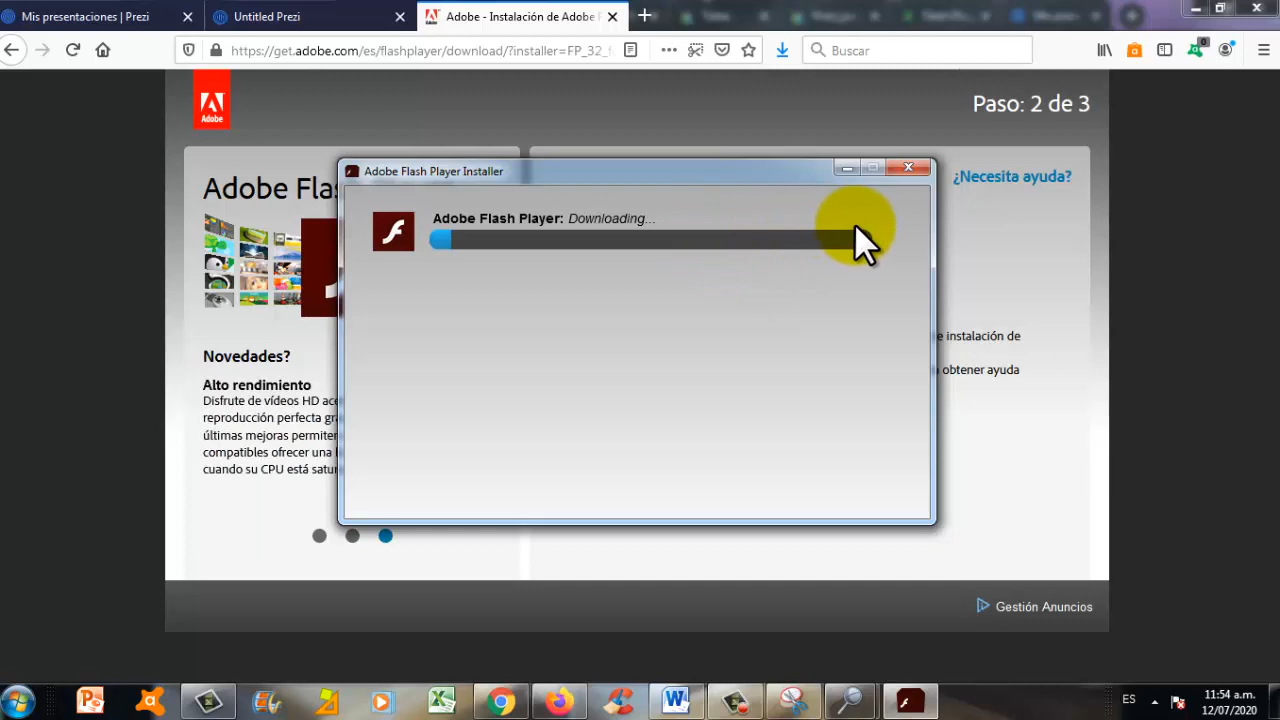 Mis presentaciones | Prezi
Untitled Prezi
Adobe - Instalación de Adobe F
https://get.adobe.com/es/flashplayer/download/?installer=FP_32_f
Buscar
0
Adobe
Paso: 2 de 3
Adobe Fla
¿Necesita ayuda?
Adobe Flash Player Installer
Adobe Flash Player: Downloading...
e instalación de
obtener ayuda
Novedades?
Alto rendimiento
Disfrute de vídeos HD ace
reproducción perfecta gra
últimas mejoras permiten
compatibles ofrecer una
cuando su CPU está satur
Gestión Anuncios
ES
11:54 a.m.
12/07/2020